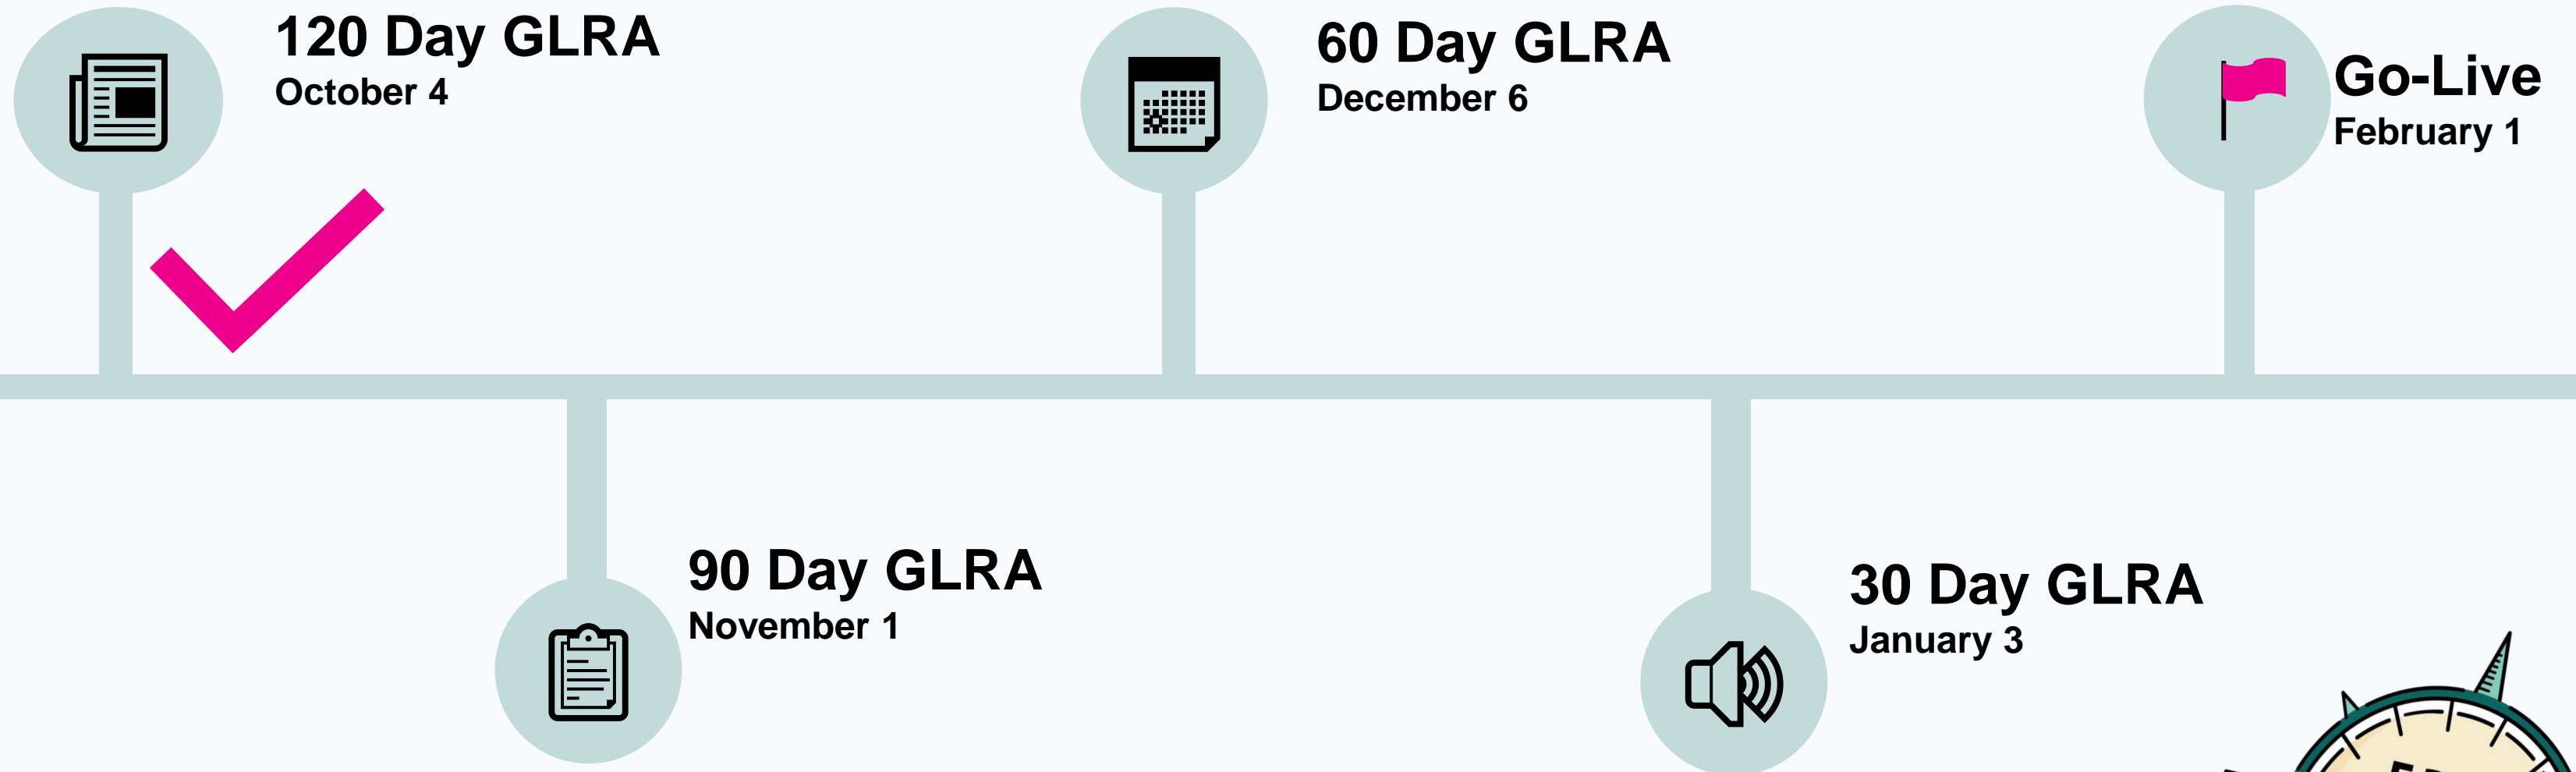 120 Day GLRA
October 4
60 Day GLRA
December 6
Go-Live
February 1
90 Day GLRA
November 1
30 Day GLRA
January 3